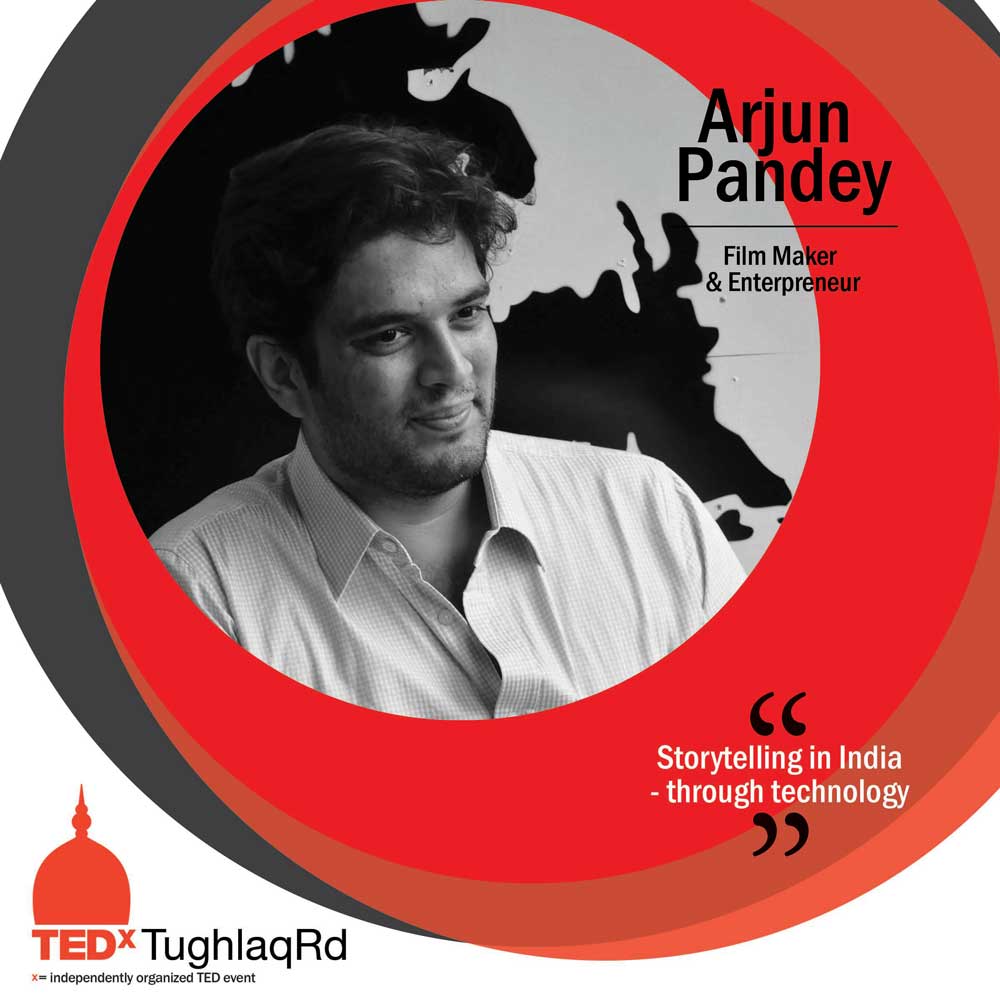 Arjun
Pandey
Film Maker
& Enterpreneur
“
Storytelling in India
- through technology
”
TEDx TughlaqRd
x= independently organized TED event